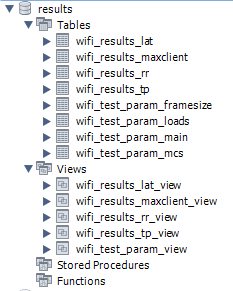 results
Tables
wifi_results_lat
wifi_results_maxclient
wifi_results_rr
wifi_results_tp
wifi_test_param_framesize
wifi_test_param_loads
wifi_test_param_main
wifi_test_param_mcs
Views
wifi_results_lat_view
wifi_results_maxclient_view
wifi_results_rr_view
wifi_results_tp_view
wifi_test_param_view
Stored Procedures
Functions